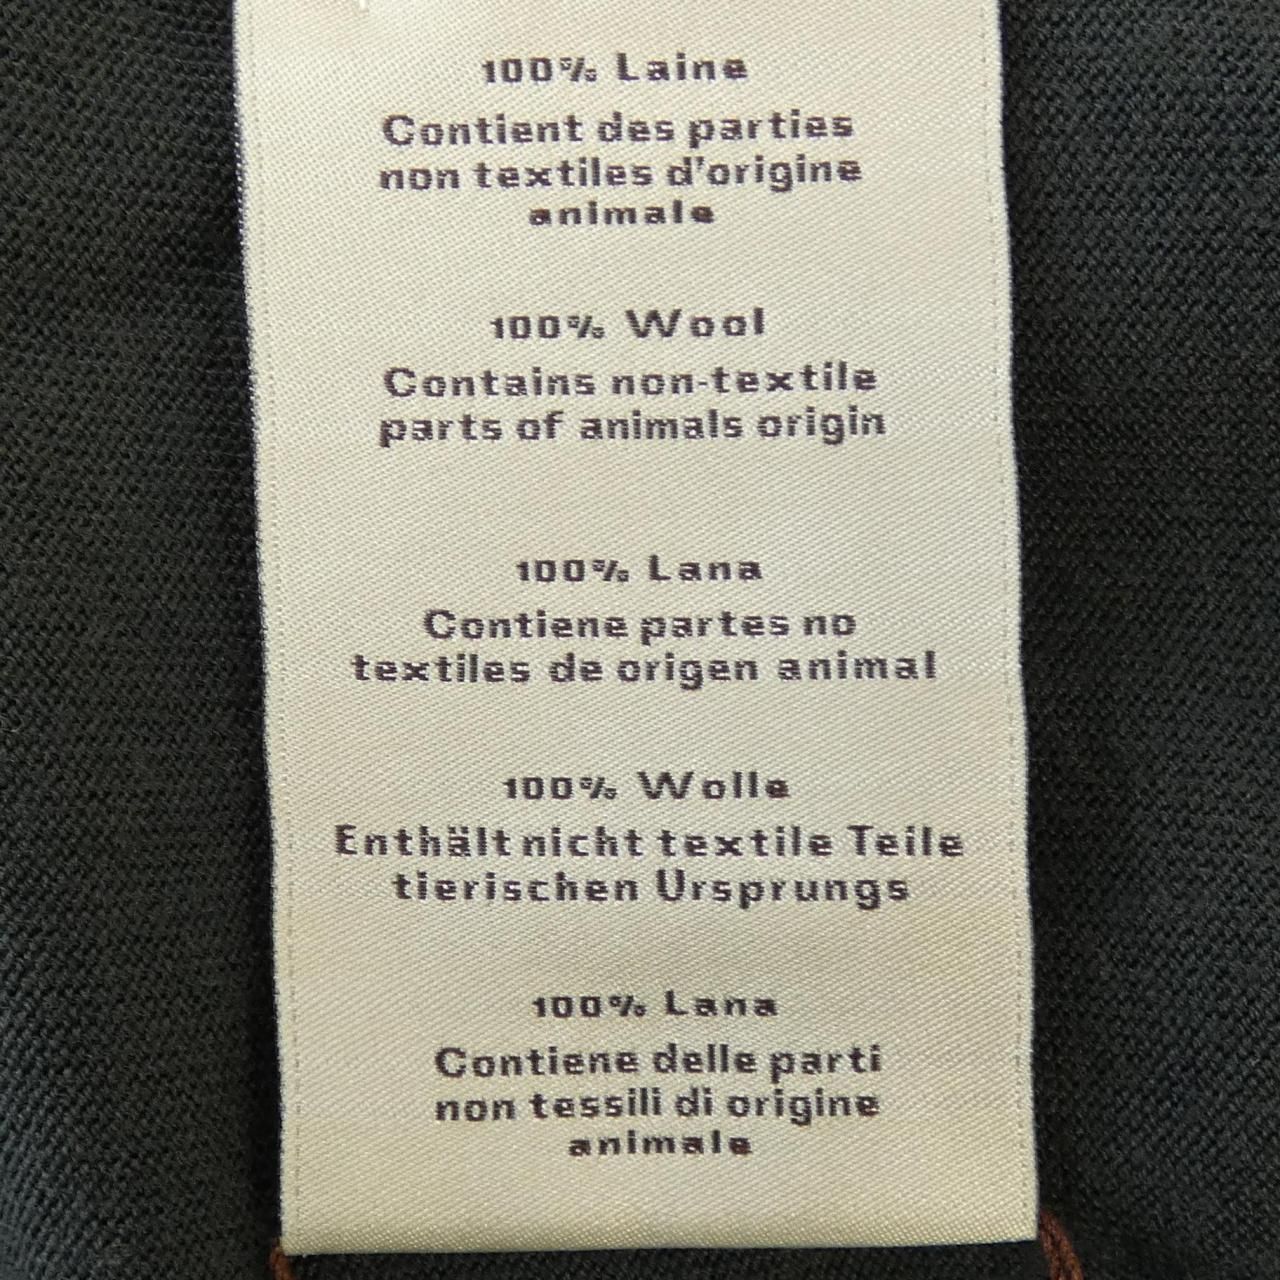 100% Laine
Contient des parties
non textiles d'origine
animale
100% Wool
Contains non-textile
parts of animals origin
100% Lana
Contiene partes no
textiles de origen animal
100% Wolle
Enthält nicht textile Teile
tierischen Ursprungs
100% Lana
Contiene delle parti
non tessili di origine
animale